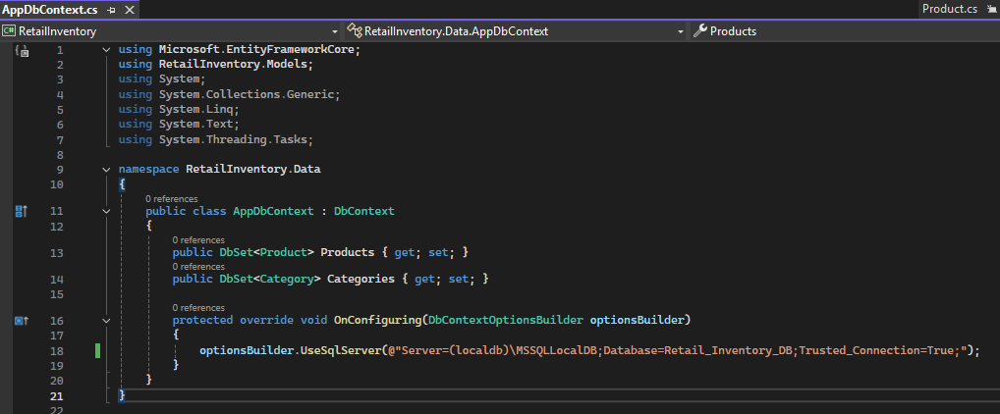 AppDbContext.cs
Product.cs
C# RetailInventory
RetailInventory.Data.AppDbContext
Products
1 using Microsoft.EntityFrameworkCore;
2 using RetailInventory.Models;
3 using System;
4 using System.Collections.Generic;
5 using System.Linq;
6 using System.Text;
7 using System.Threading.Tasks;
8
9 namespace RetailInventory.Data
10 {
0 references
11 public class AppDbContext : DbContext
12 {
0 references
13 public DbSet<Product> Products { get; set; }
0 references
14 public DbSet<Category> Categories { get; set; }
15
0 references
16 protected override void OnConfiguring(DbContextOptionsBuilder optionsBuilder)
17 {
18 optionsBuilder.UseSqlServer(@"Server=(localdb)\MSSQLLocalDB;Database=Retail_Inventory_DB;Trusted_Connection=True;");
19 }
20 }
21 }
22